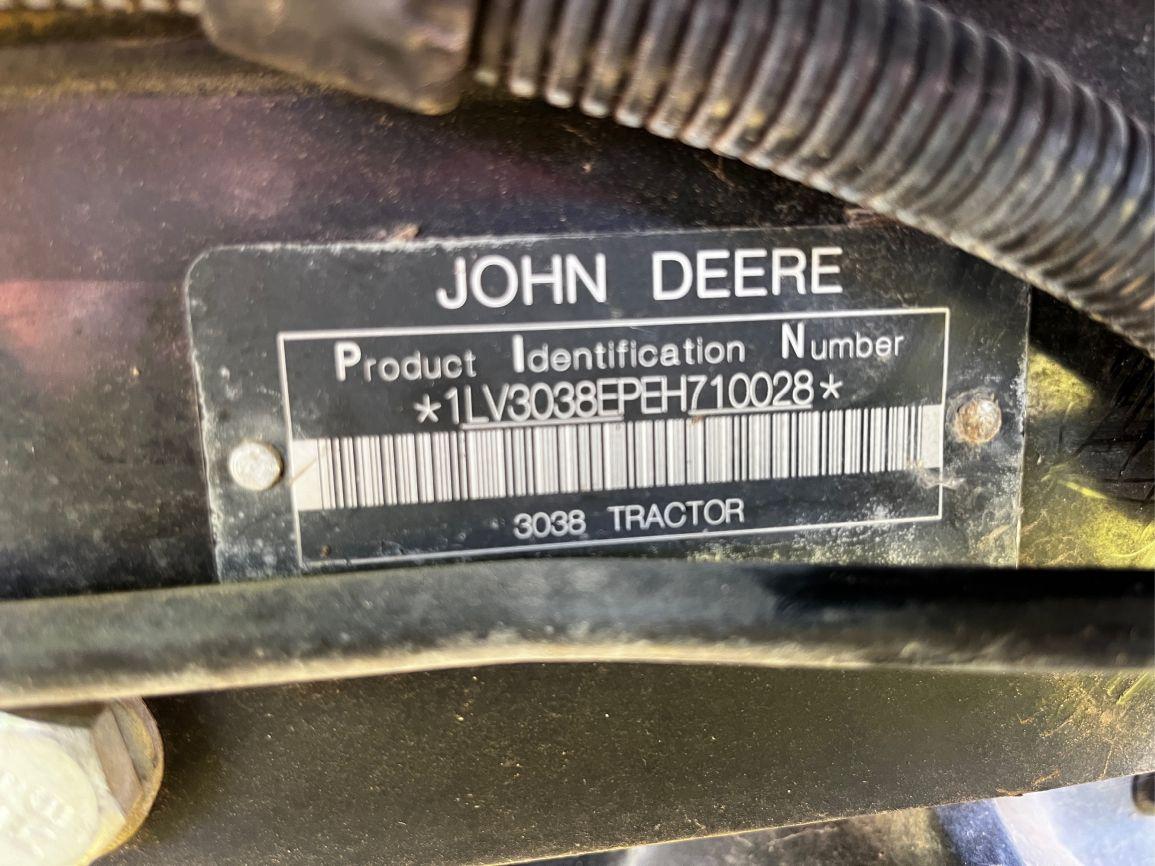 JOHN DEERE
Product Identification Number
*1LV3038EPEH710028*
3038 TRACTOR